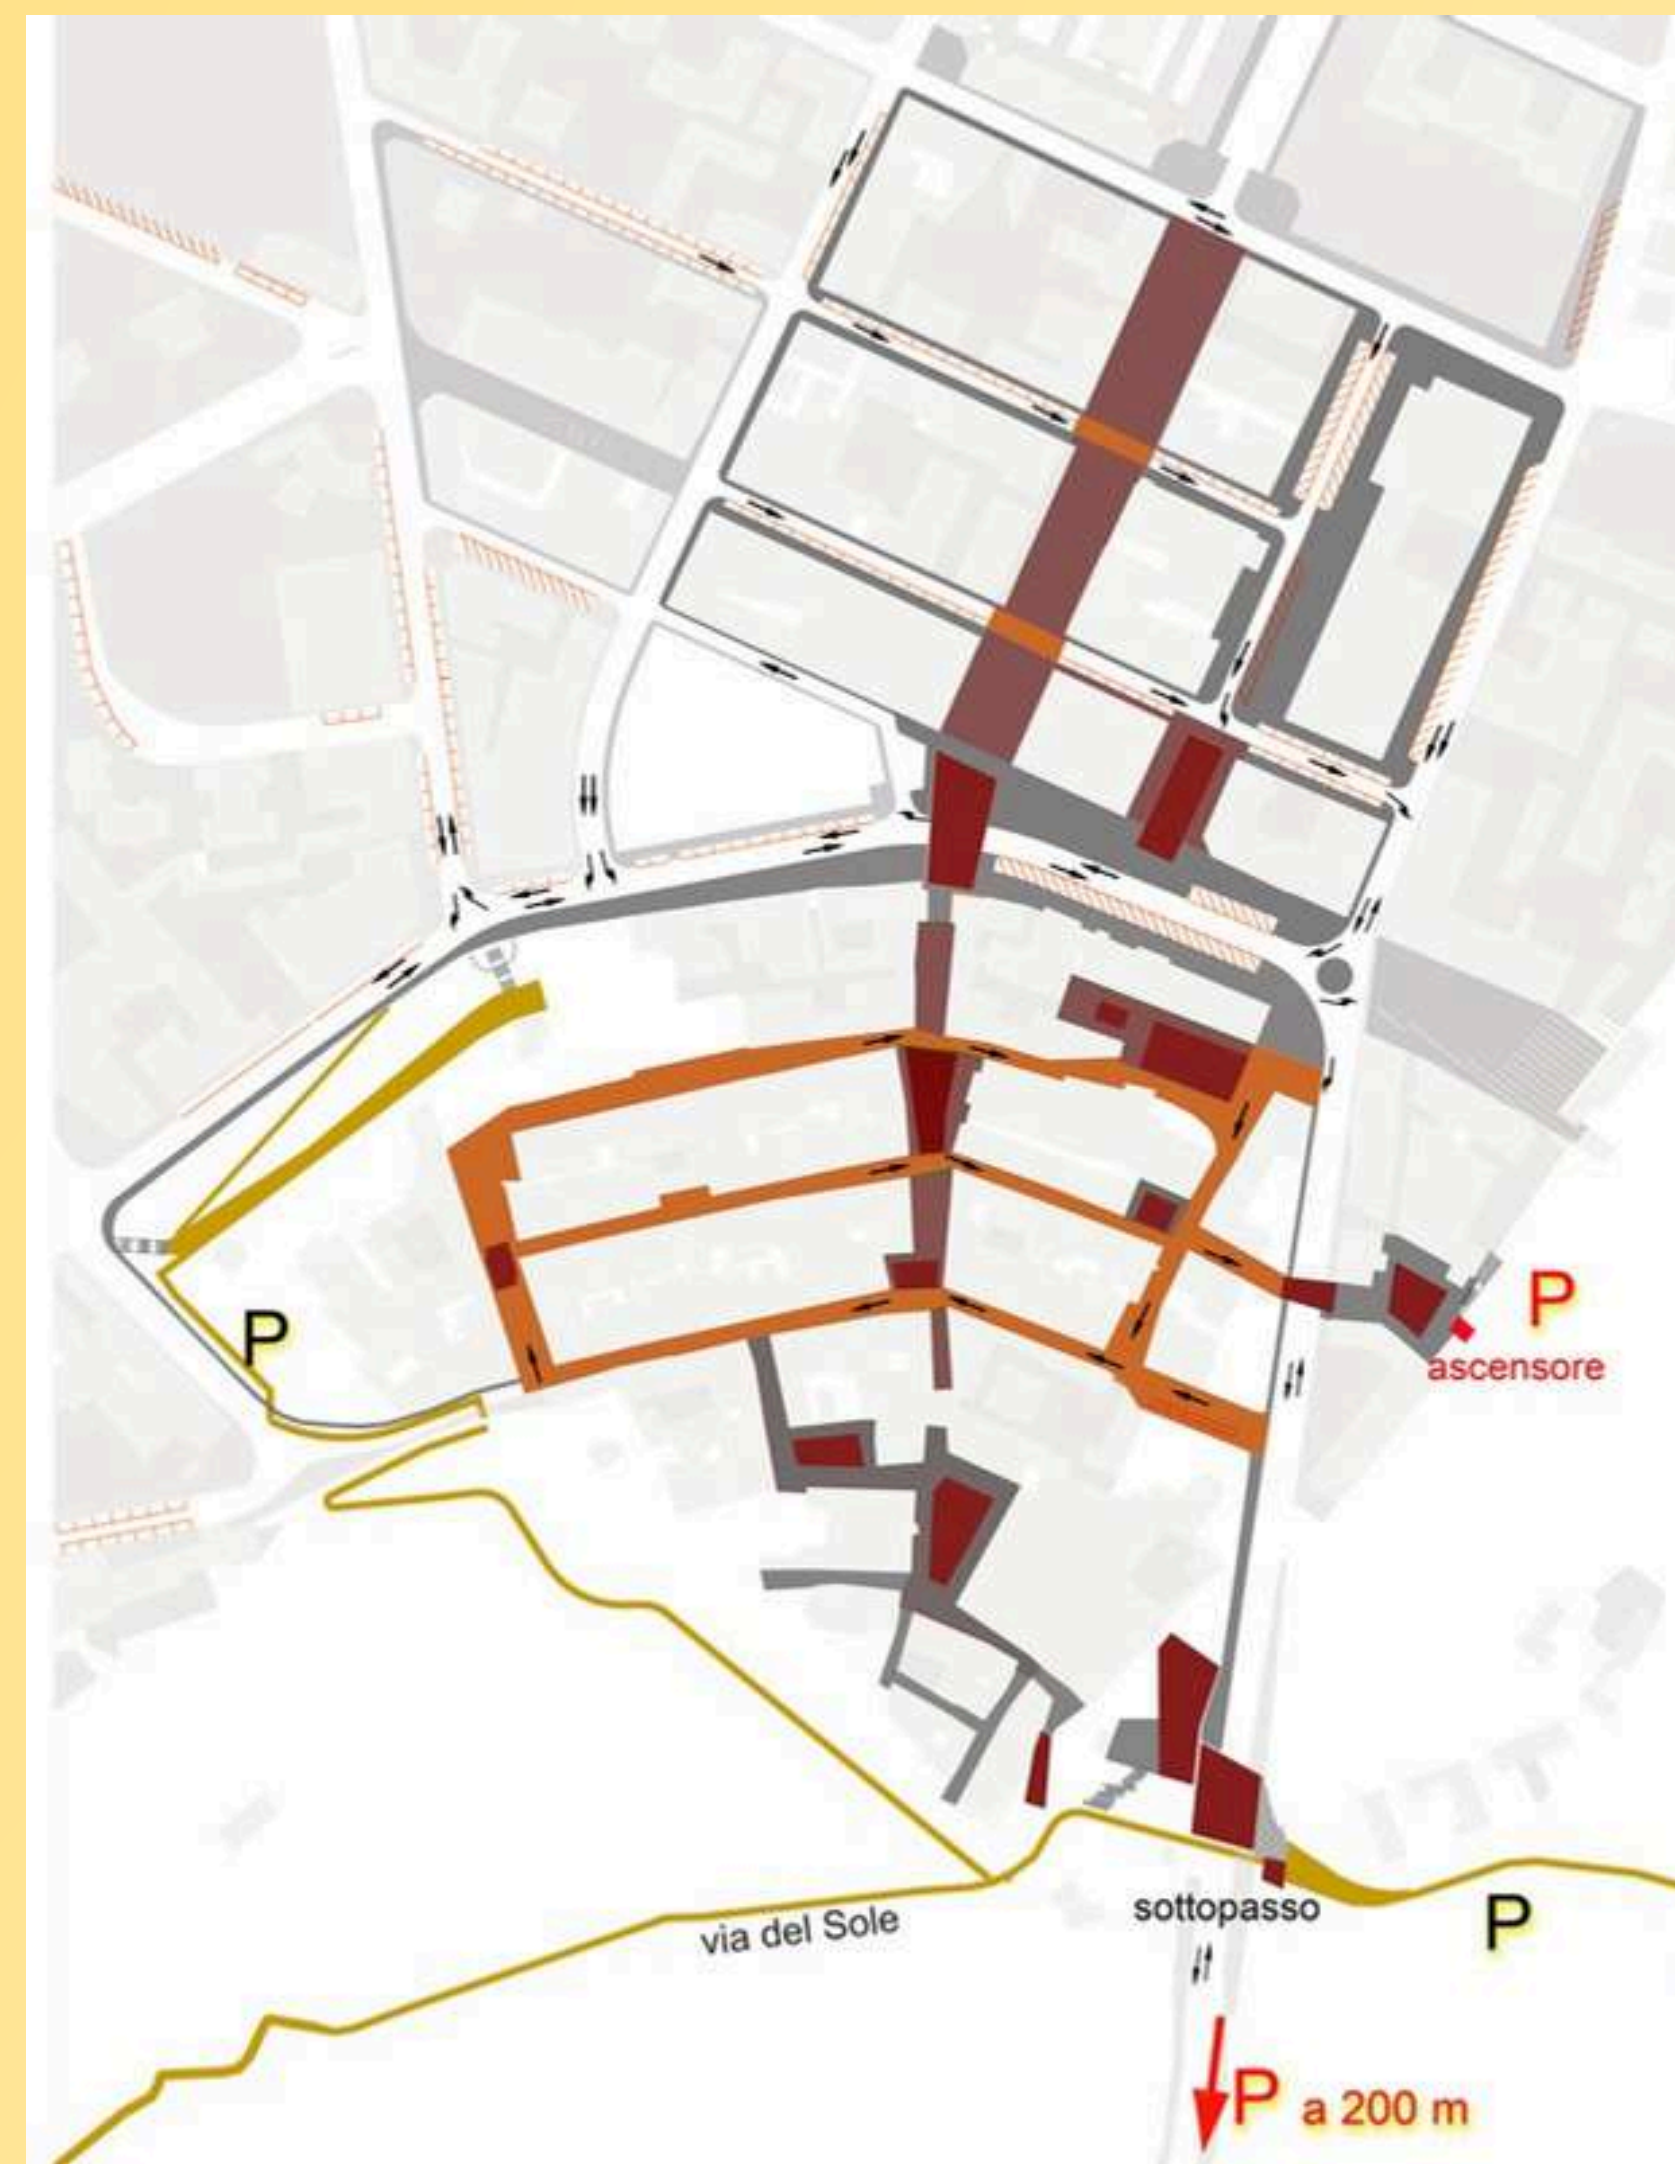 P
P
ascensore
via del Sole
sottopasso
P
P a 200 m